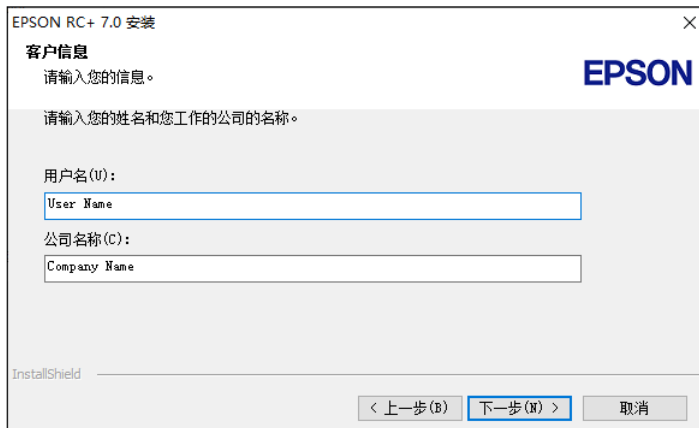 EPSON RC+ 7.0 安装
客户信息
请输入您的信息。
EPSON
请输入您的姓名和您工作的公司的名称。
用户名(U):
User Name
公司名称(C):
Company Name
InstallShield
< 上一步(B)
下一步(N) >
取消